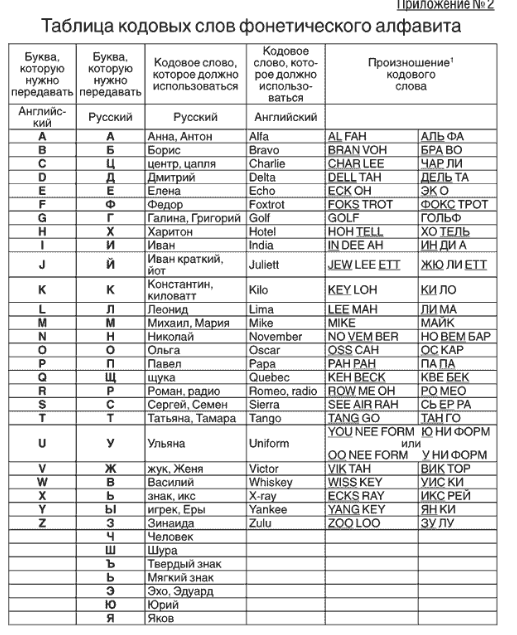 Приложение № 2
Таблица кодовых слов фонетического алфавита
Буква, которую нужно передавать | Буква, которую нужно передавать | Кодовое слово, которое должно использоваться | Кодовое слово, кото-рое должно использо-ваться | Произношение¹ кодового слова
Английс-кий | Русский | Русский | Английский
A | А | Анна, Антон | Alfa | AL FAH | АЛЬ ФА
B | Б | Борис | Bravo | BRAN VOH | БРА ВО
C | Ц | центр, цапля | Charlie | CHAR LEE | ЧАР ЛИ
D | Д | Дмитрий | Delta | DELL TAH | ДЕЛЬ ТА
E | Е | Елена | Echo | ECK OH | ЭК О
F | Ф | Федор | Foxtrot | FOKS TROT | ФОКС ТРОТ
G | Г | Галина, Григорий | Golf | GOLF | ГОЛЬФ
H | Х | Харитон | Hotel | HOH TELL | ХО ТЕЛЬ
I | И | Иван | India | IN DEE AH | ИН ДИ А
J | Й | Иван краткий, йот | Juliett | JEW LEE ETT | ЖЮ ЛИ ЕТТ
K | К | Константин, киловатт | Kilo | KEY LOH | КИ ЛО
L | Л | Леонид | Lima | LEE MAH | ЛИ МА
M | М | Михаил, Мария | Mike | MIKE | МАЙК
N | Н | Николай | November | NO VEM BER | НО ВЕМ БАР
O | О | Ольга | Oscar | OSS CAH | ОС КАР
P | П | Павел | Papa | PAH PAH | ПА ПА
Q | Щ | щука | Quebec | KEH BECK | КВЕ БЕК
R | Р | Роман, радио | Romeo, radio | ROW ME OH | РО МЕО
S | С | Сергей, Семен | Sierra | SEE AIR RAH | СЬ ЕР РА
T | Т | Татьяна, Тамара | Tango | TANG GO | ТАН ГО
U | У | Ульяна | Uniform | YOU NEE FORM Ю НИ ФОРМ
или
OO NEE FORM У НИ ФОРМ
V | Ж | жук, Женя | Victor | VIK TAH | ВИК ТОР
W | В | Василий | Whiskey | WISS KEY | УИС КИ
X | Ь | знак, икс | X-ray | ECKS RAY | ИКС РЕЙ
Y | Ы | игрек, Еры | Yankee | YANG KEY | ЯН КИ
Z | З | Зинаида | Zulu | ZOO LOO | ЗУ ЛУ
Ч | Человек
Ш | Шура
Ъ | Твердый знак
Ь | Мягкий знак
Э | Эхо, Эдуард
Ю | Юрий
Я | Яков